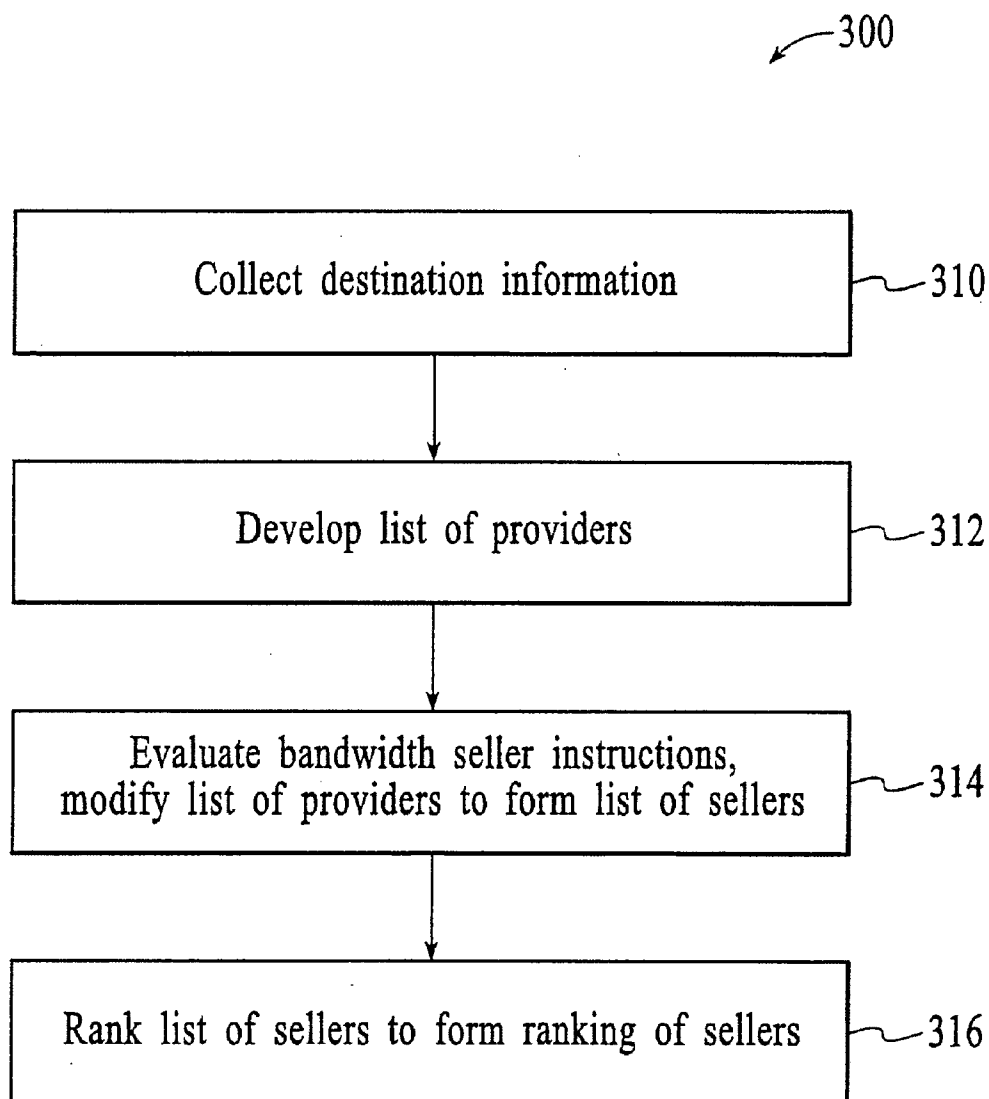 300
Collect destination information
310
Develop list of providers
312
Evaluate bandwidth seller instructions,
modify list of providers to form list of sellers
314
Rank list of sellers to form ranking of sellers
316